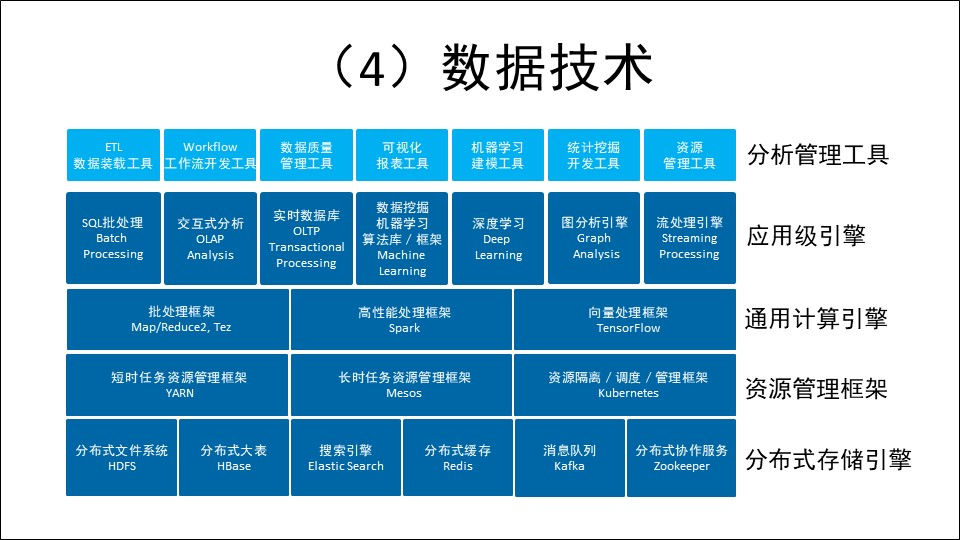 （4）数据技术
ETL
数据装载工具
Workflow
工作流开发工具
数据质量
管理工具
可视化
报表工具
机器学习
建模工具
统计挖掘
开发工具
资源
管理工具
分析管理工具
SQL批处理
Batch
Processing
交互式分析
OLAP
Analysis
实时数据库
OLTP
Transactional
Processing
数据挖掘
机器学习
算法库 / 框架
Machine
Learning
深度学习
Deep
Learning
图分析引擎
Graph
Analysis
流处理引擎
Streaming
Processing
应用级引擎
批处理框架
Map/Reduce2, Tez
高性能处理框架
Spark
向量处理框架
TensorFlow
通用计算引擎
短时任务资源管理框架
YARN
长时任务资源管理框架
Mesos
资源隔离 / 调度 / 管理框架
Kubernetes
资源管理框架
分布式文件系统
HDFS
分布式大表
HBase
搜索引擎
Elastic Search
分布式缓存
Redis
消息队列
Kafka
分布式协作服务
Zookeeper
分布式存储引擎